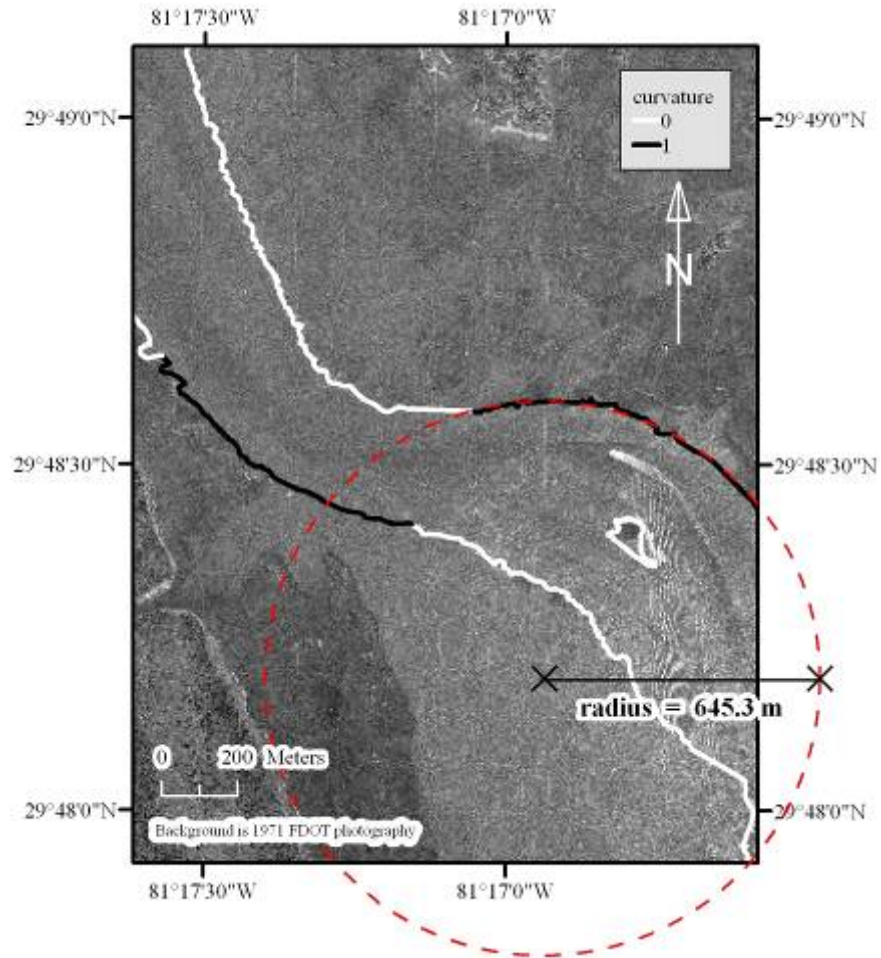 81°17'30"W 81°17'0"W
curvature
0
1
29°49'0"N 29°49'0"N
N
29°48'30"N 29°48'30"N
radius = 645.3 m
0 200 Meters
29°48'0"N 29°48'0"N
Background is 1971 FDOT photography
81°17'30"W 81°17'0"W